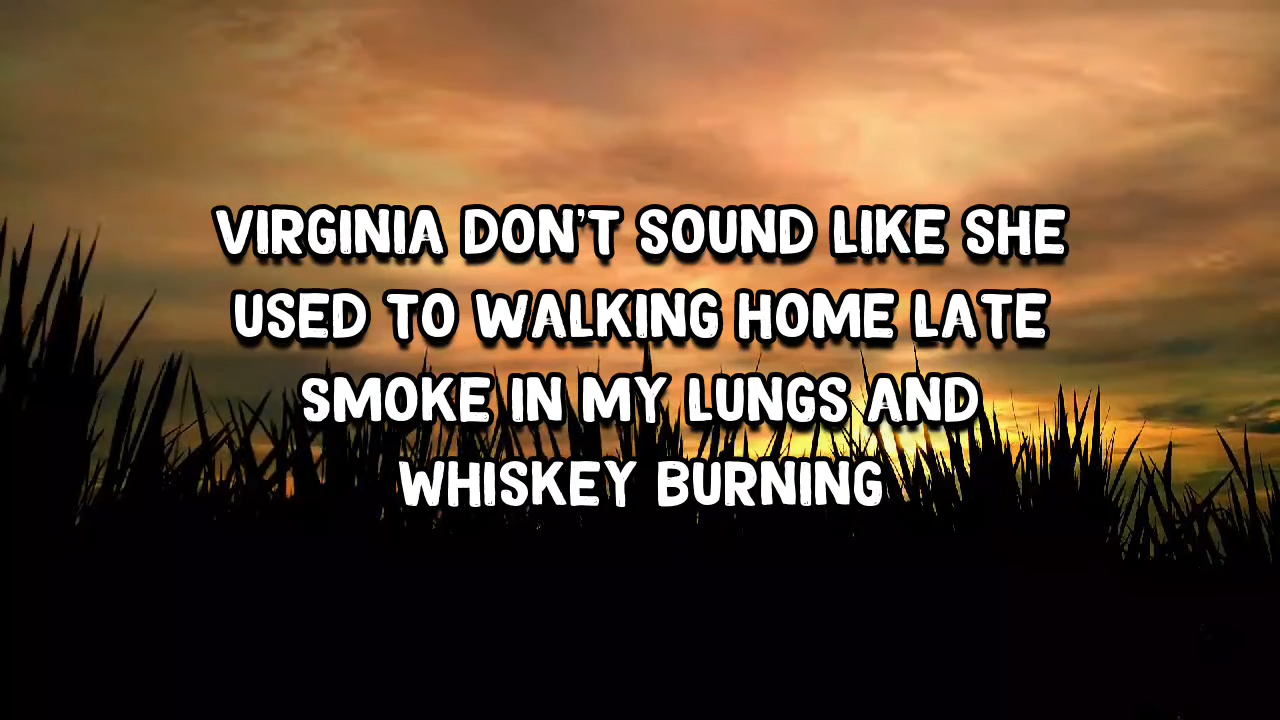 VIRGINIA DON'T SOUND LIKE SHE
USED TO WALKING HOME LATE
SMOKE IN MY LUNGS AND
WHISKEY BURNING